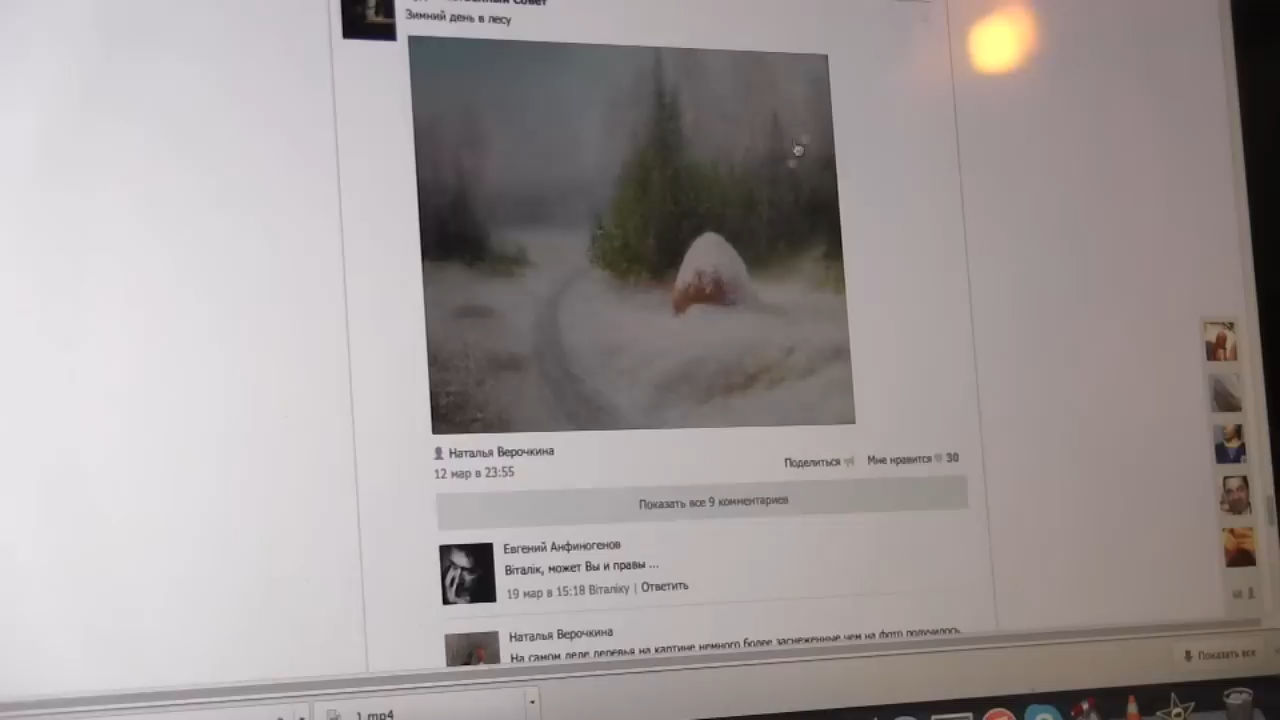 Зимний день в лесу
Наталья Верочкина
12 мар в 23:55
Поделиться Мне нравится 30
Показать все 9 комментариев
Евгений Анфиногенов
Віталік, может Вы и правы ...
19 мар в 15:18 Віталіку | Ответить
Наталья Верочкина
На самом деле деревья на картине немного более заснеженные чем на фото получилось.
Показать все
1.mp4